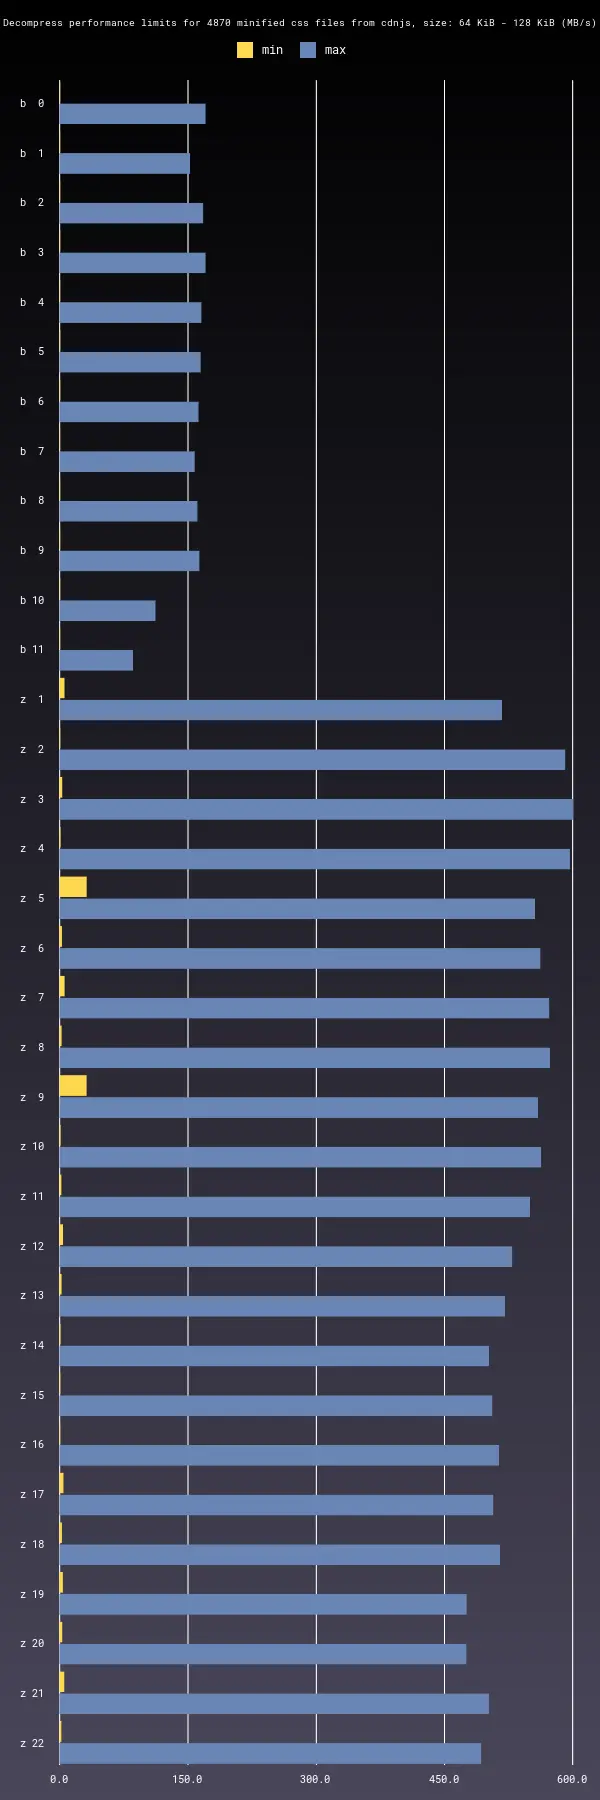 Decompress performance limits for 4870 minified css files from cdnjs, size: 64 KiB - 128 KiB (MB/s)
min max
b 0
b 1
b 2
b 3
b 4
b 5
b 6
b 7
b 8
b 9
b 10
b 11
z 1
z 2
z 3
z 4
z 5
z 6
z 7
z 8
z 9
z 10
z 11
z 12
z 13
z 14
z 15
z 16
z 17
z 18
z 19
z 20
z 21
z 22
0.0 150.0 300.0 450.0 600.0